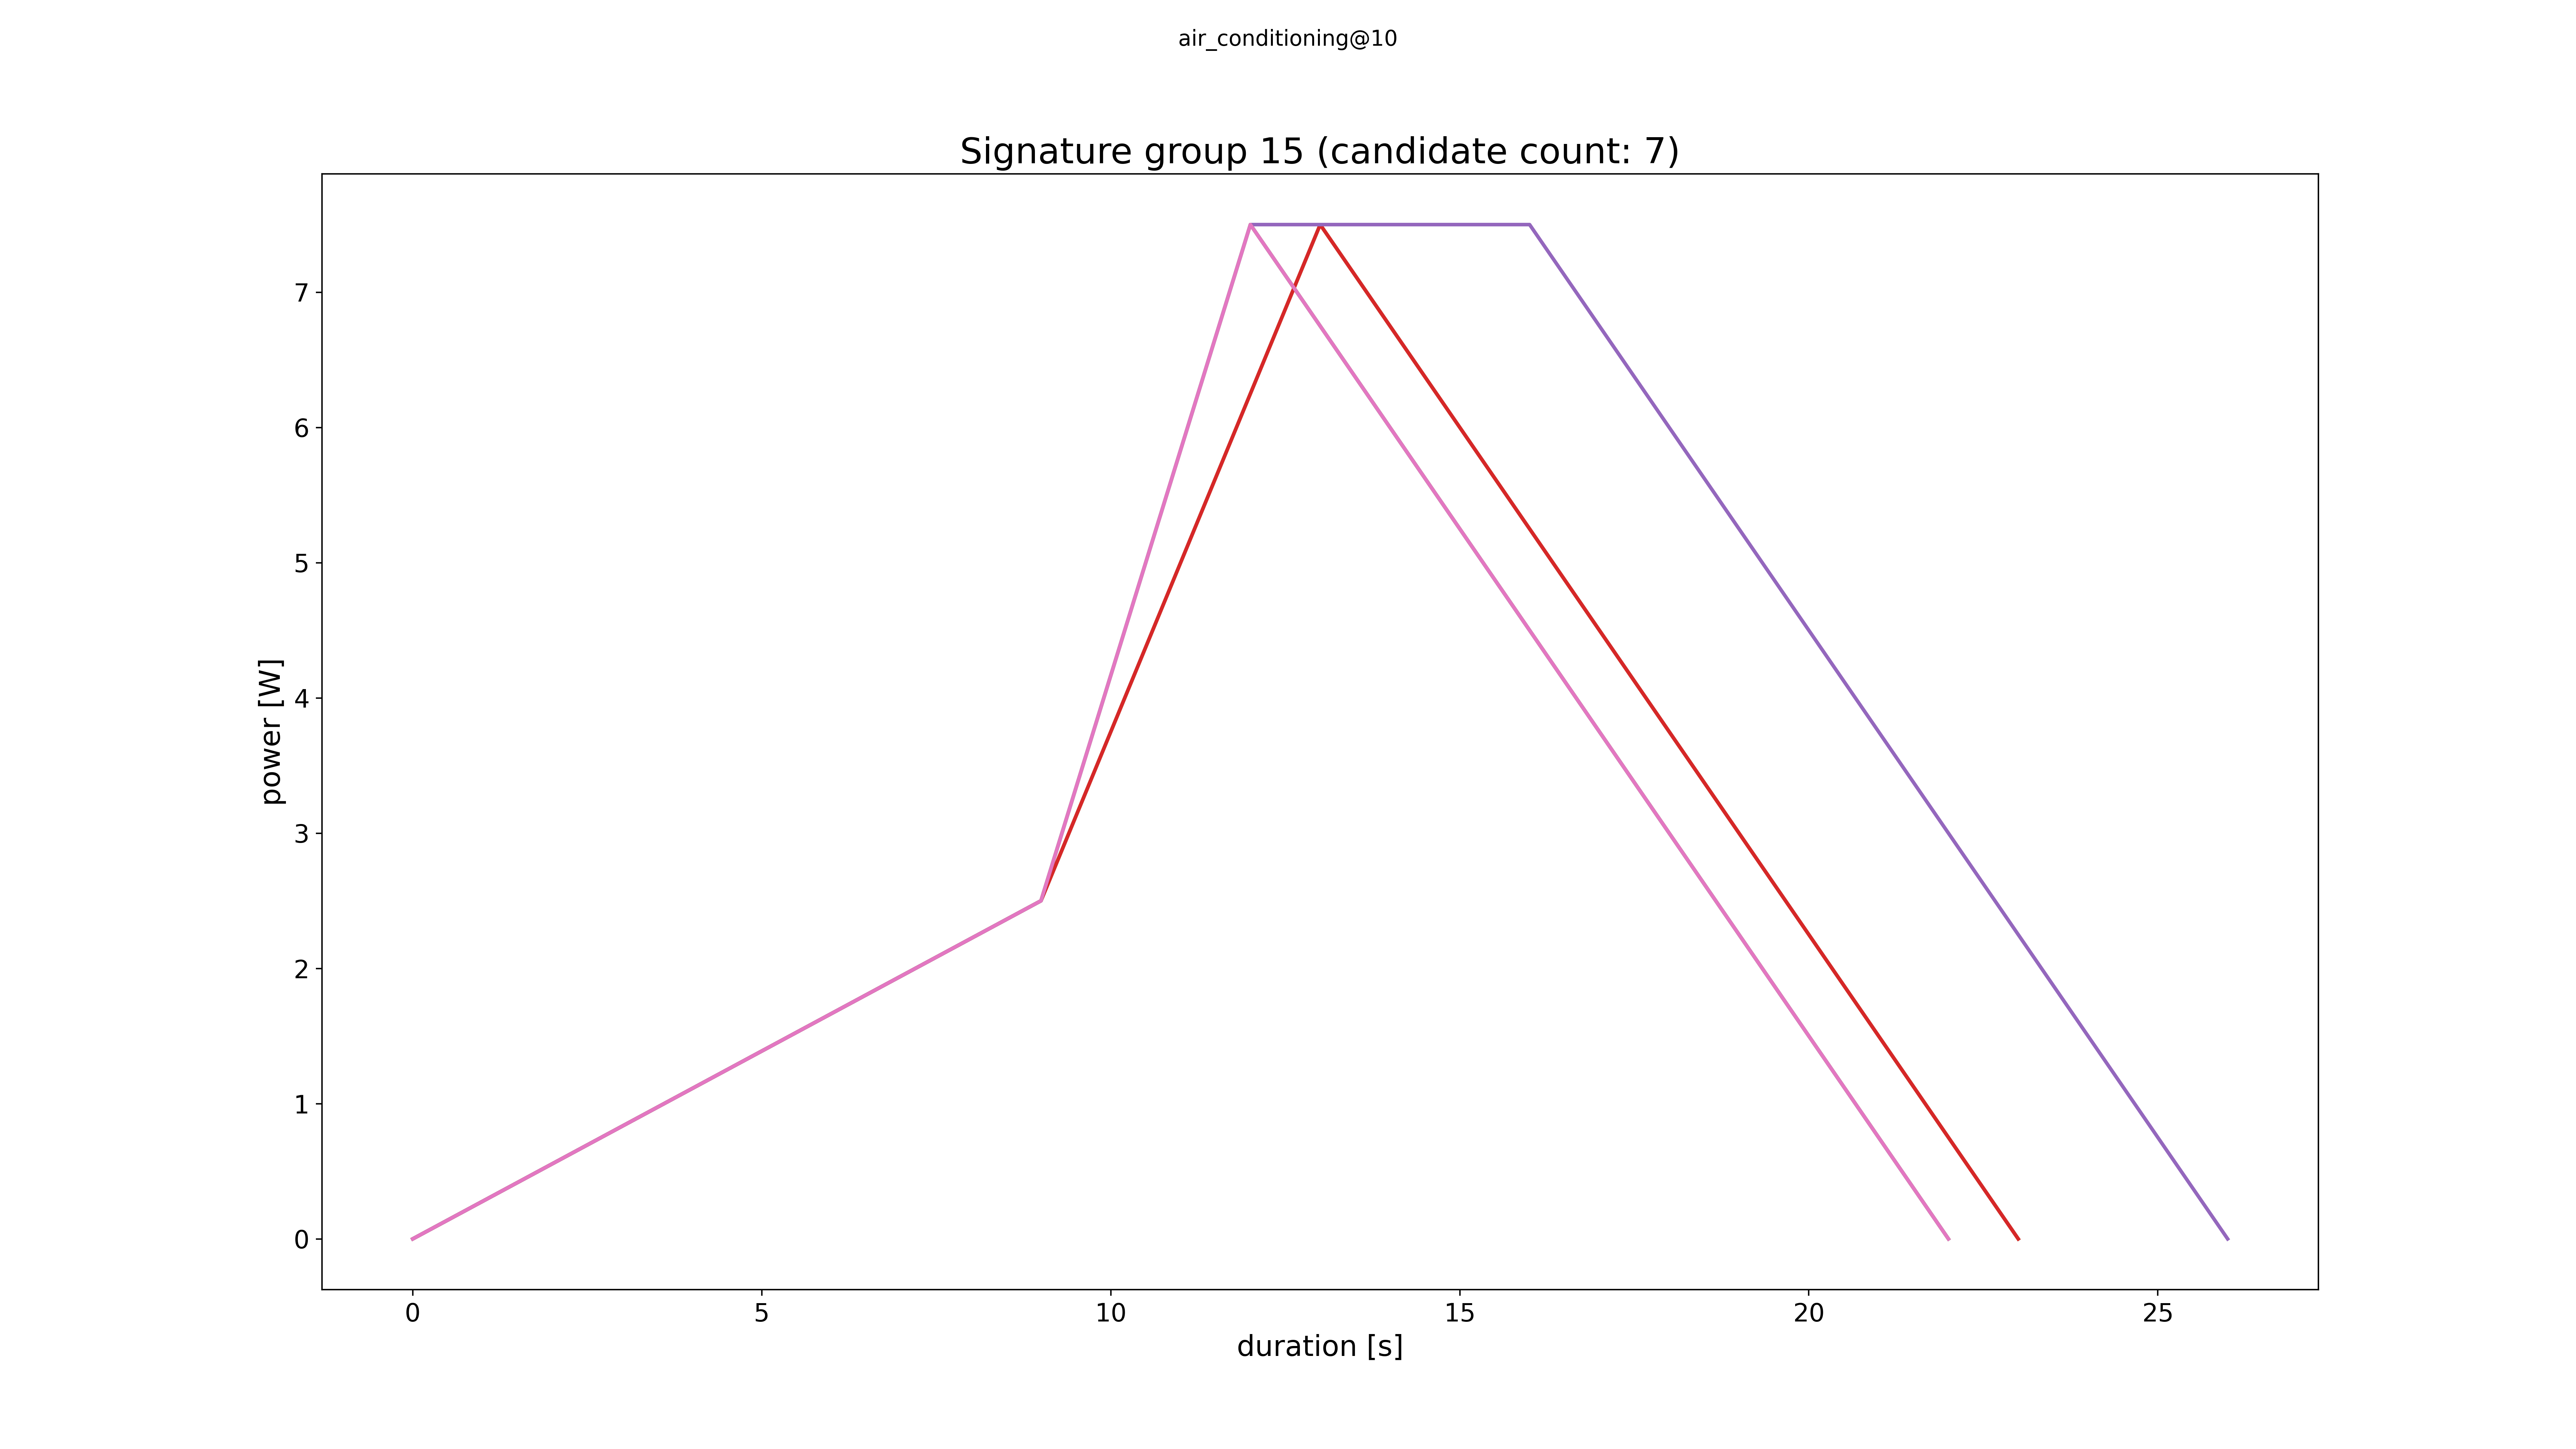 air_conditioning@10
Signature group 15 (candidate count: 7)
power [W]
7
6
5
4
3
2
1
0
0 5 10 15 20 25
duration [s]